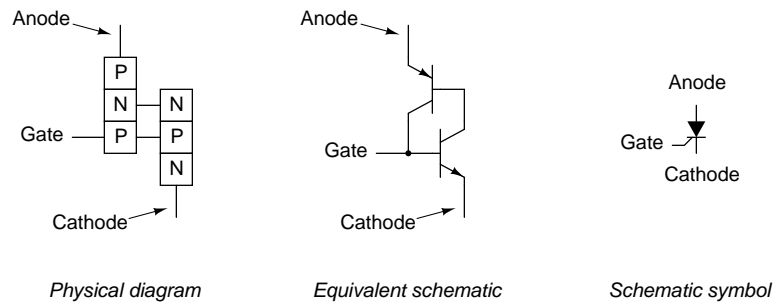 Anode
P
N N
Gate P P
N
Cathode
Physical diagram
Anode
Gate
Cathode
Equivalent schematic
Anode
Gate
Cathode
Schematic symbol